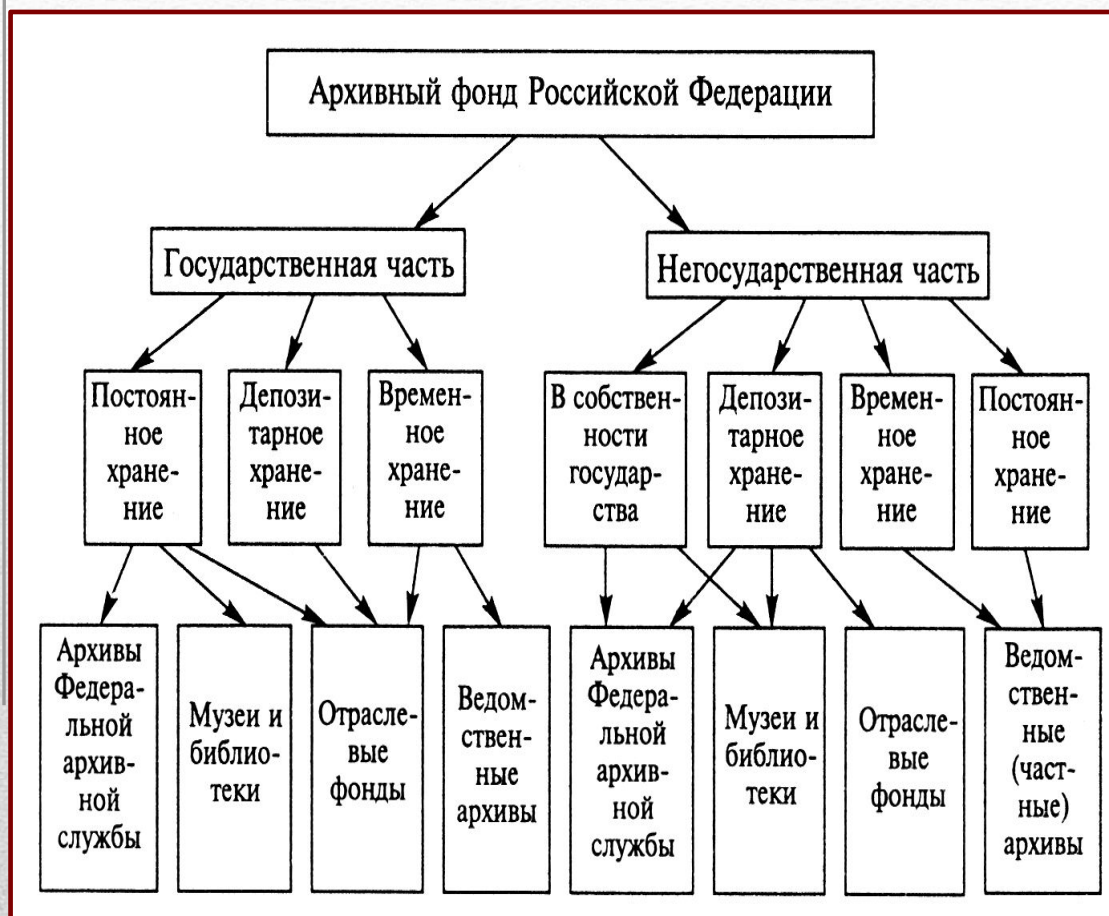 Архивный фонд Российской Федерации
Государственная часть
Негосударственная часть
Постоян-
ное
хране-
ние
Депози-
тарное
хране-
ние
Времен-
ное
хране-
ние
В собствен-
ности
государ-
ства
Депози-
тарное
хране-
ние
Времен-
ное
хране-
ние
Постоян-
ное
хране-
ние
Архивы
Федера-
льной
архив-
ной
службы
Музеи и
библио-
теки
Отрасле-
вые
фонды
Ведом-
ствен-
ные
архивы
Архивы
Федера-
льной
архив-
ной
службы
Музеи и
библио-
теки
Отрасле-
вые
фонды
Ведом-
ствен-
ные
(част-
ные)
архивы